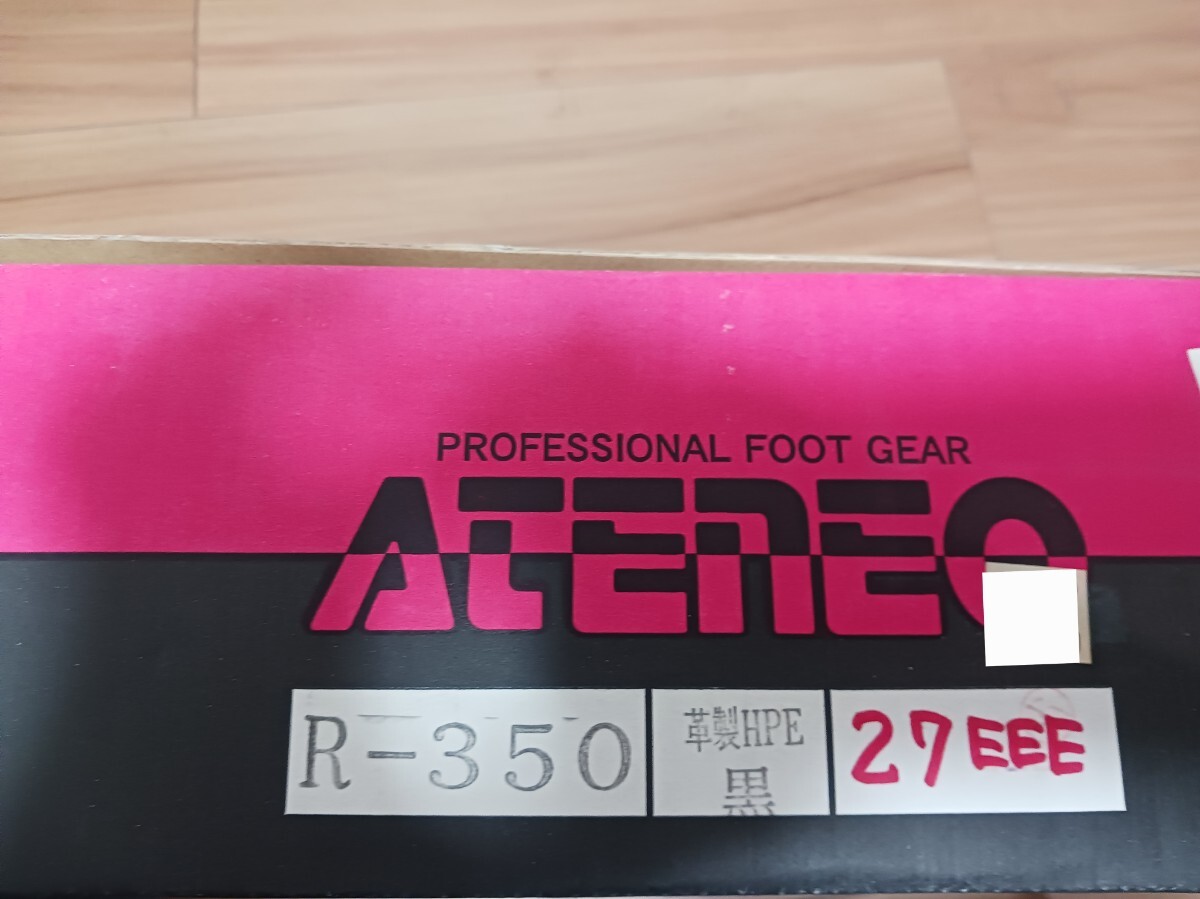 PROFESSIONAL FOOT GEAR
ATENEO
R-350
革製HPE
黒
27EEE